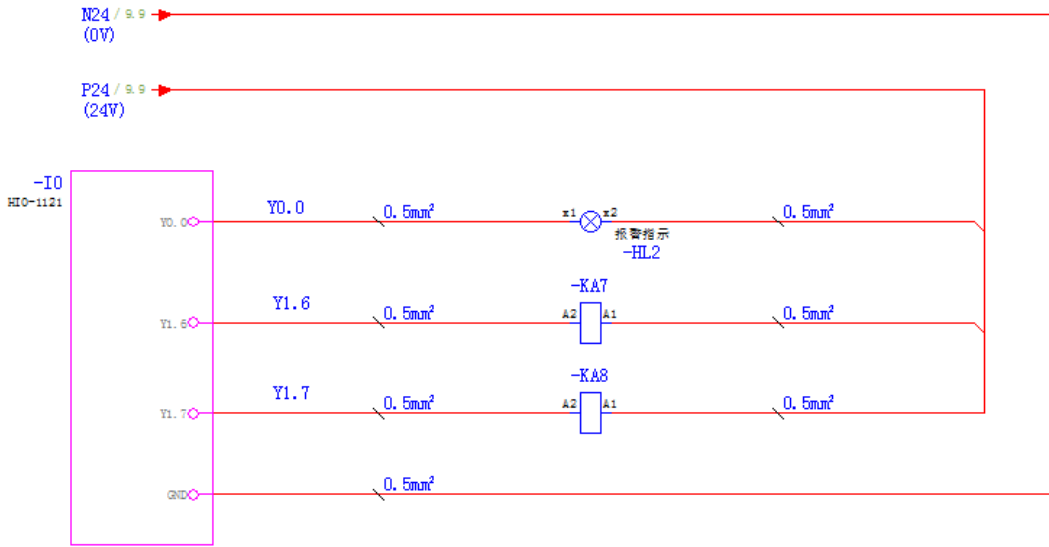 N24 / 9.9
(0V)
P24 / 9.9
(24V)
-IO
HIO-1121
Y0.0 Y0.0 0.5mm² x1 x2 0.5mm²
报警指示
-HL2
-KA7
Y1.6 Y1.6 0.5mm² A2 A1 0.5mm²
-KA8
Y1.7 Y1.7 0.5mm² A2 A1 0.5mm²
GND 0.5mm²